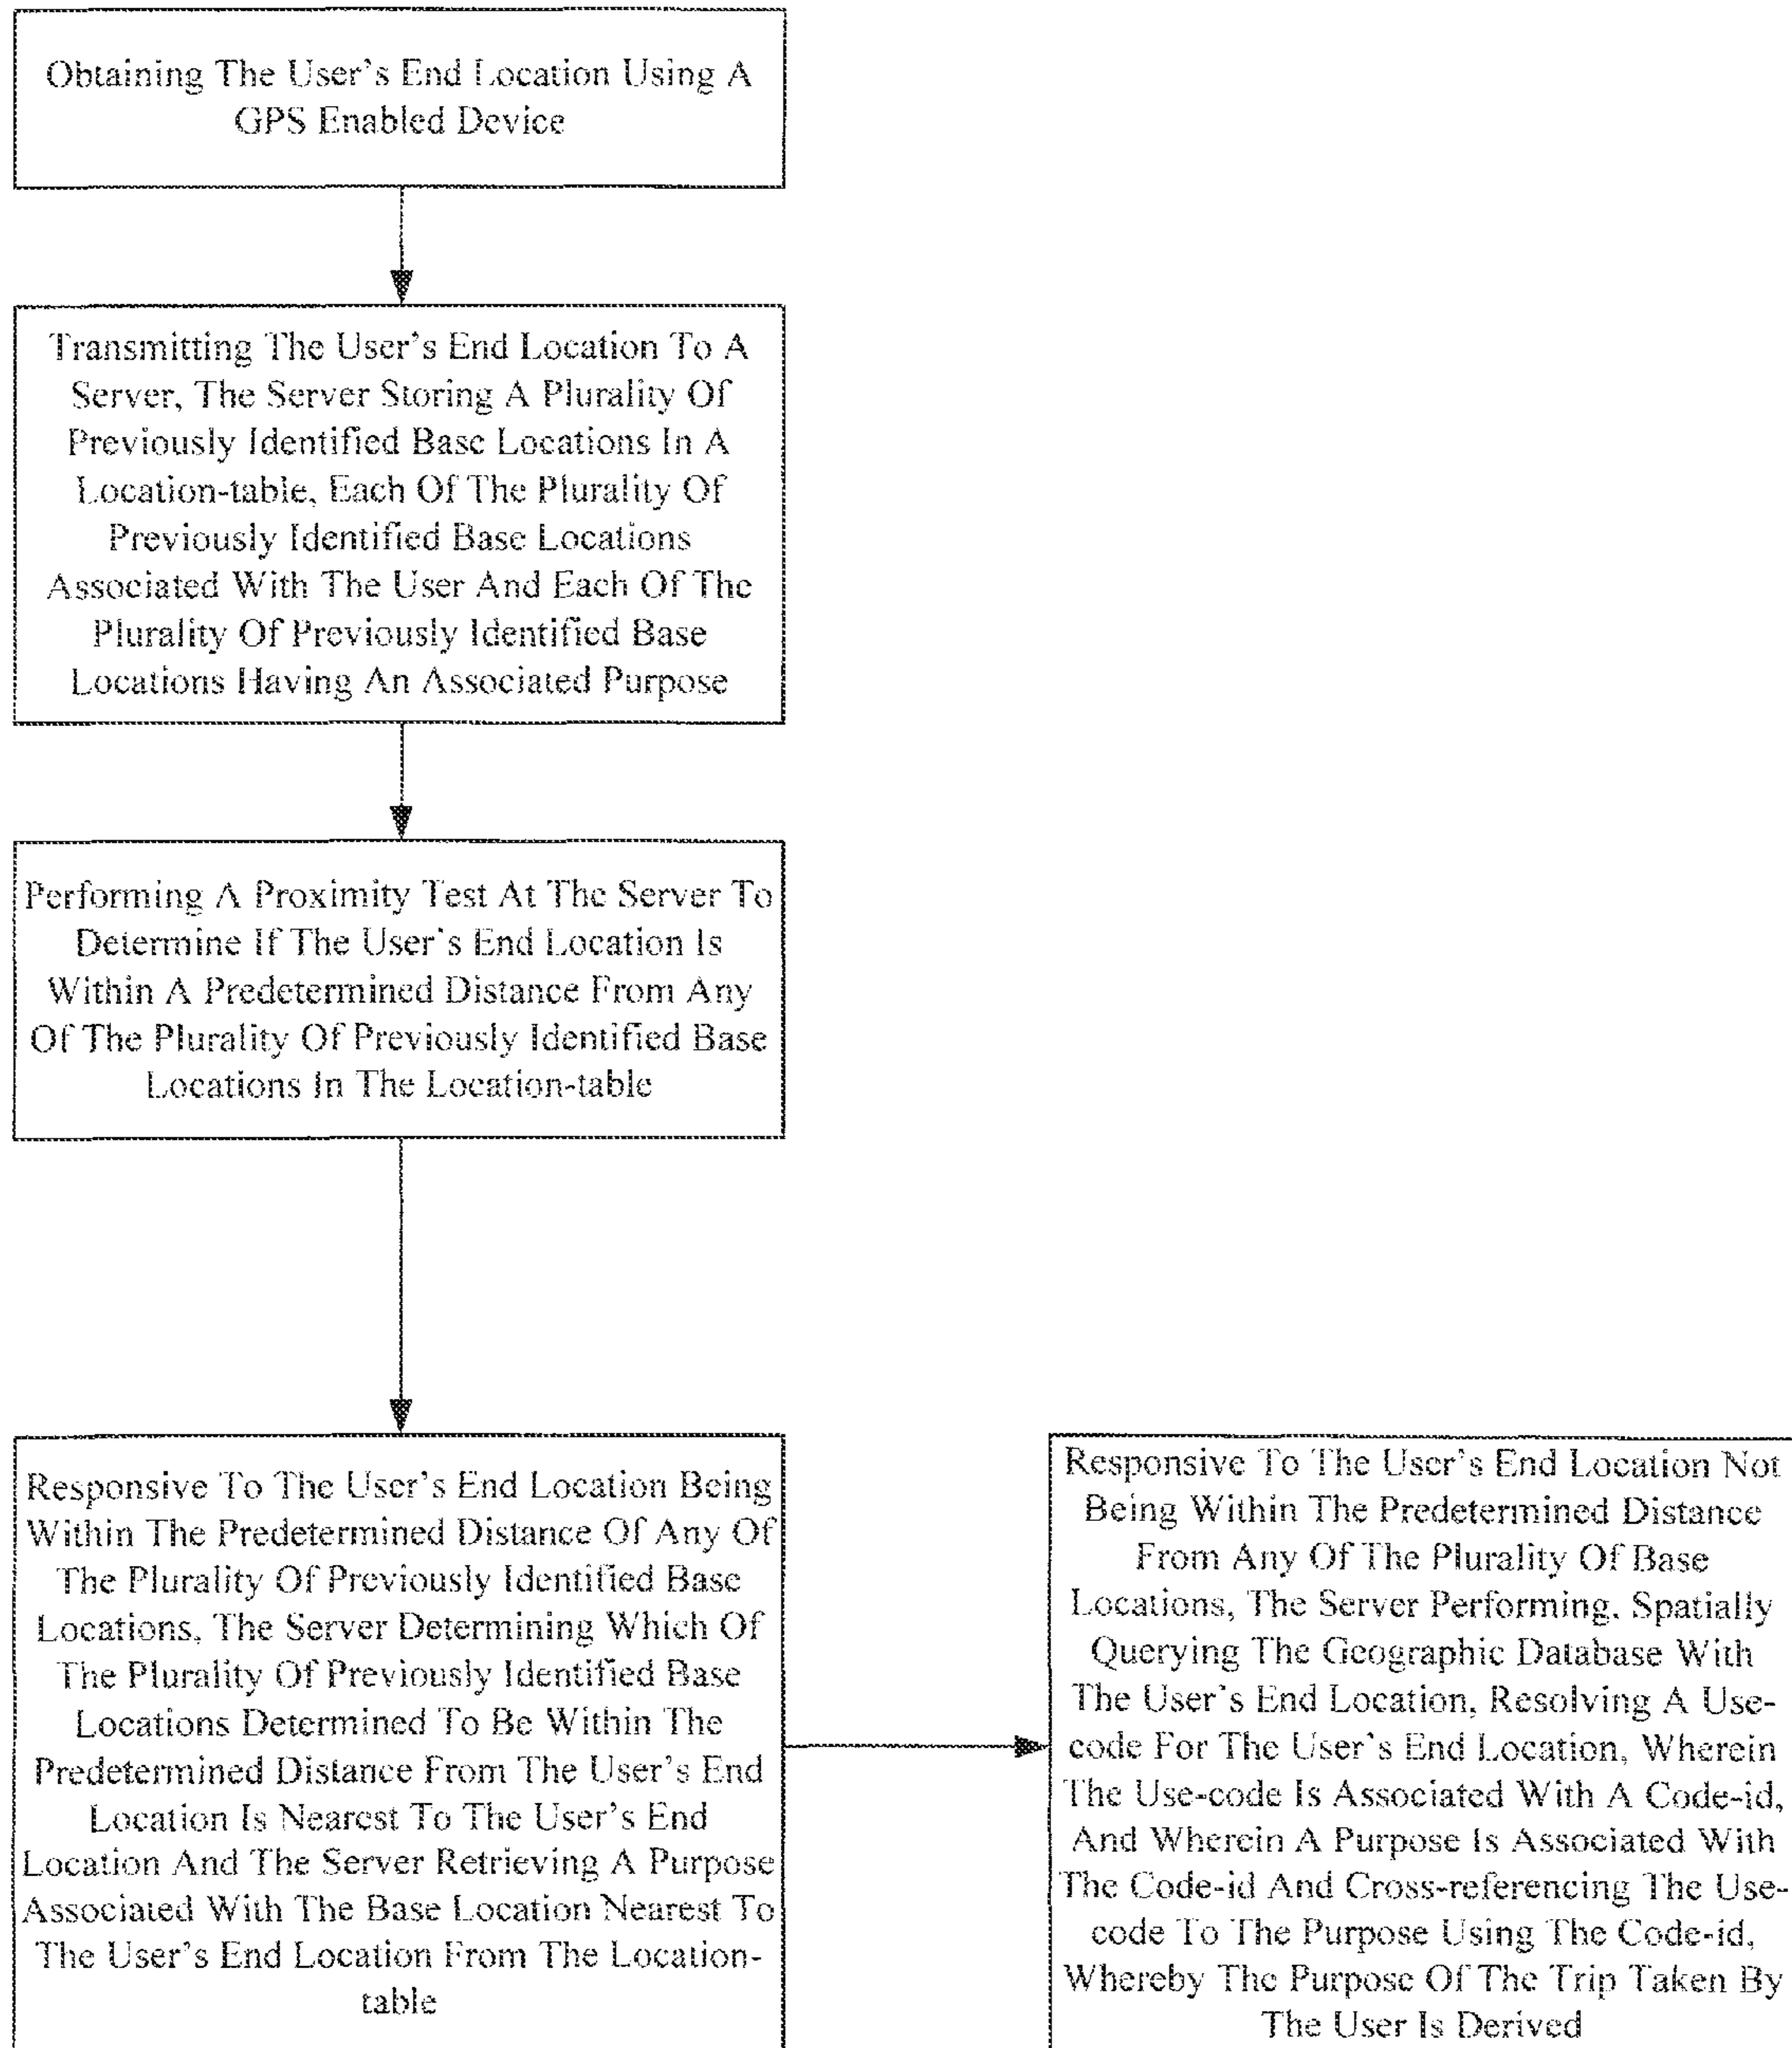 Obtaining The User's End Location Using A
GPS Enabled Device
Transmitting The User's End Location To A
Server, The Server Storing A Plurality Of
Previously Identified Base Locations In A
Location-table, Each Of The Plurality Of
Previously Identified Base Locations
Associated With The User And Each Of The
Plurality Of Previously Identified Base
Locations Having An Associated Purpose
Performing A Proximity Test At The Server To
Determine If The User's End Location Is
Within A Predetermined Distance From Any
Of The Plurality Of Previously Identified Base
Locations In The Location-table
Responsive To The User's End Location Being
Within The Predetermined Distance Of Any Of
The Plurality Of Previously Identified Base
Locations, The Server Determining Which Of
The Plurality Of Previously Identified Base
Locations Determined To Be Within The
Predetermined Distance From The User's End
Location Is Nearest To The User's End
Location And The Server Retrieving A Purpose
Associated With The Base Location Nearest To
The User's End Location From The Location-
table
Responsive To The User's End Location Not
Being Within The Predetermined Distance
From Any Of The Plurality Of Base
Locations, The Server Performing, Spatially
Querying The Geographic Database With
The User's End Location, Resolving A Use-
code For The User's End Location, Wherein
The Use-code Is Associated With A Code-id,
And Wherein A Purpose Is Associated With
The Code-id And Cross-referencing The Use-
code To The Purpose Using The Code-id,
Whereby The Purpose Of The Trip Taken By
The User Is Derived